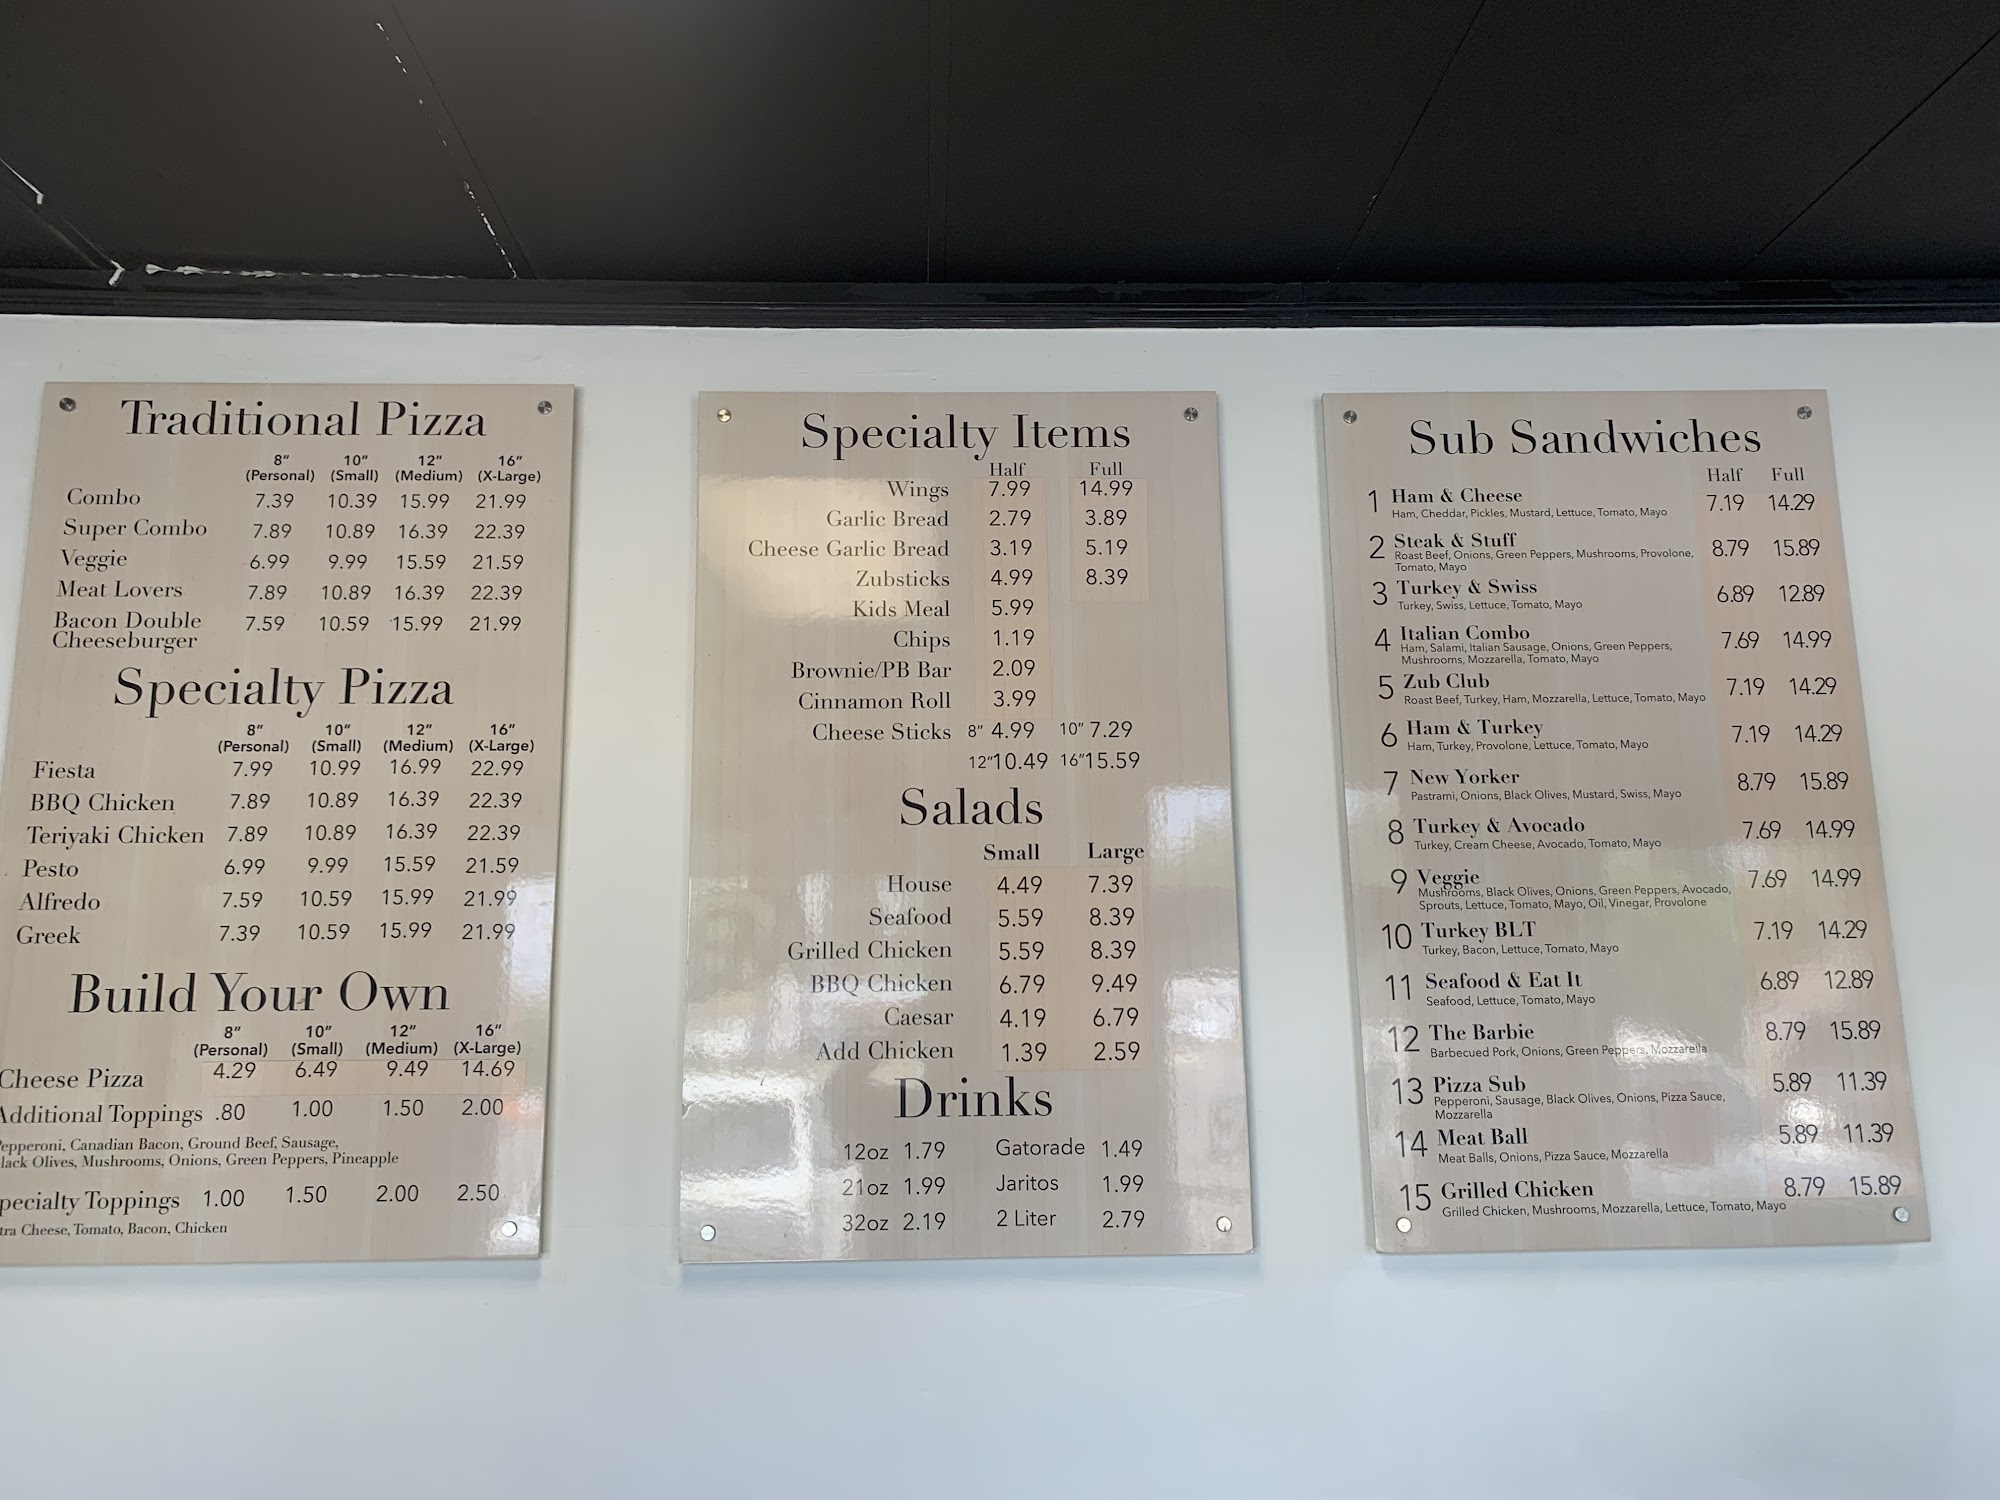 Traditional Pizza
8" 10" 12" 16"
(Personal) (Small) (Medium) (X-Large)
Combo 7.39 10.39 15.99 21.99
Super Combo 7.89 10.89 16.39 22.39
Veggie 6.99 9.99 15.59 21.59
Meat Lovers 7.89 10.89 16.39 22.39
Bacon Double 7.59 10.59 15.99 21.99
Cheeseburger
Specialty Pizza
8" 10" 12" 16"
(Personal) (Small) (Medium) (X-Large)
Fiesta 7.99 10.99 16.99 22.99
BBQ Chicken 7.89 10.89 16.39 22.39
Teriyaki Chicken 7.89 10.89 16.39 22.39
Pesto 6.99 9.99 15.59 21.59
Alfredo 7.59 10.59 15.99 21.99
Greek 7.39 10.59 15.99 21.99
Build Your Own
8" 10" 12" 16"
(Personal) (Small) (Medium) (X-Large)
Cheese Pizza 4.29 6.49 9.49 14.69
Additional Toppings .80 1.00 1.50 2.00
epperoni, Canadian Bacon, Ground Beef, Sausage,
lack Olives, Mushrooms, Onions, Green Peppers, Pineapple
pecialty Toppings 1.00 1.50 2.00 2.50
tra Cheese, Tomato, Bacon, Chicken
Specialty Items
Half Full
Wings 7.99 14.99
Garlic Bread 2.79 3.89
Cheese Garlic Bread 3.19 5.19
Zubsticks 4.99 8.39
Kids Meal 5.99
Chips 1.19
Brownie/PB Bar 2.09
Cinnamon Roll 3.99
Cheese Sticks 8" 4.99 10" 7.29
12" 10.49 16" 15.59
Salads
Small Large
House 4.49 7.39
Seafood 5.59 8.39
Grilled Chicken 5.59 8.39
BBQ Chicken 6.79 9.49
Caesar 4.19 6.79
Add Chicken 1.39 2.59
Drinks
12oz 1.79 Gatorade 1.49
21oz 1.99 Jaritos 1.99
32oz 2.19 2 Liter 2.79
Sub Sandwiches
Half Full
1 Ham & Cheese 7.19 14.29
Ham, Cheddar, Pickles, Mustard, Lettuce, Tomato, Mayo
2 Steak & Stuff 8.79 15.89
Roast Beef, Onions, Green Peppers, Mushrooms, Provolone,
Tomato, Mayo
3 Turkey & Swiss 6.89 12.89
Turkey, Swiss, Lettuce, Tomato, Mayo
4 Italian Combo 7.69 14.99
Ham, Salami, Italian Sausage, Onions, Green Peppers,
Mushrooms, Mozzarella, Tomato, Mayo
5 Zub Club 7.19 14.29
Roast Beef, Turkey, Ham, Mozzarella, Lettuce, Tomato, Mayo
6 Ham & Turkey 7.19 14.29
Ham, Turkey, Provolone, Lettuce, Tomato, Mayo
7 New Yorker 8.79 15.89
Pastrami, Onions, Black Olives, Mustard, Swiss, Mayo
8 Turkey & Avocado 7.69 14.99
Turkey, Cream Cheese, Avocado, Tomato, Mayo
9 Veggie 7.69 14.99
Mushrooms, Black Olives, Onions, Green Peppers, Avocado,
Sprouts, Lettuce, Tomato, Mayo, Oil, Vinegar, Provolone
10 Turkey BLT 7.19 14.29
Turkey, Bacon, Lettuce, Tomato, Mayo
11 Seafood & Eat It 6.89 12.89
Seafood, Lettuce, Tomato, Mayo
12 The Barbie 8.79 15.89
Barbecued Pork, Onions, Green Peppers, Mozzarella
13 Pizza Sub 5.89 11.39
Pepperoni, Sausage, Black Olives, Onions, Pizza Sauce,
Mozzarella
14 Meat Ball 5.89 11.39
Meat Balls, Onions, Pizza Sauce, Mozzarella
15 Grilled Chicken 8.79 15.89
Grilled Chicken, Mushrooms, Mozzarella, Lettuce, Tomato, Mayo